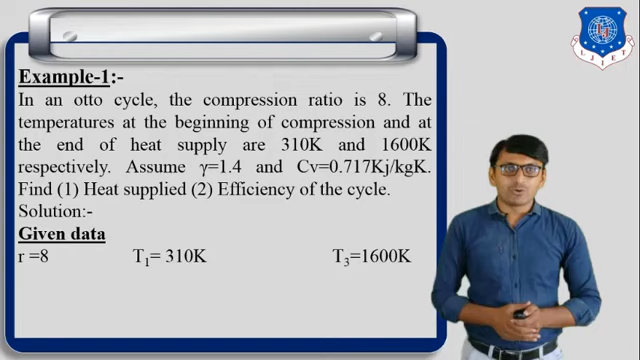 LJIET
Example-1:-
In an otto cycle, the compression ratio is 8. The
temperatures at the beginning of compression and at
the end of heat supply are 310K and 1600K
respectively. Assume γ=1.4 and Cv=0.717Kj/kgK.
Find (1) Heat supplied (2) Efficiency of the cycle.
Solution:-
Given data
r =8 T₁= 310K T₃=1600K